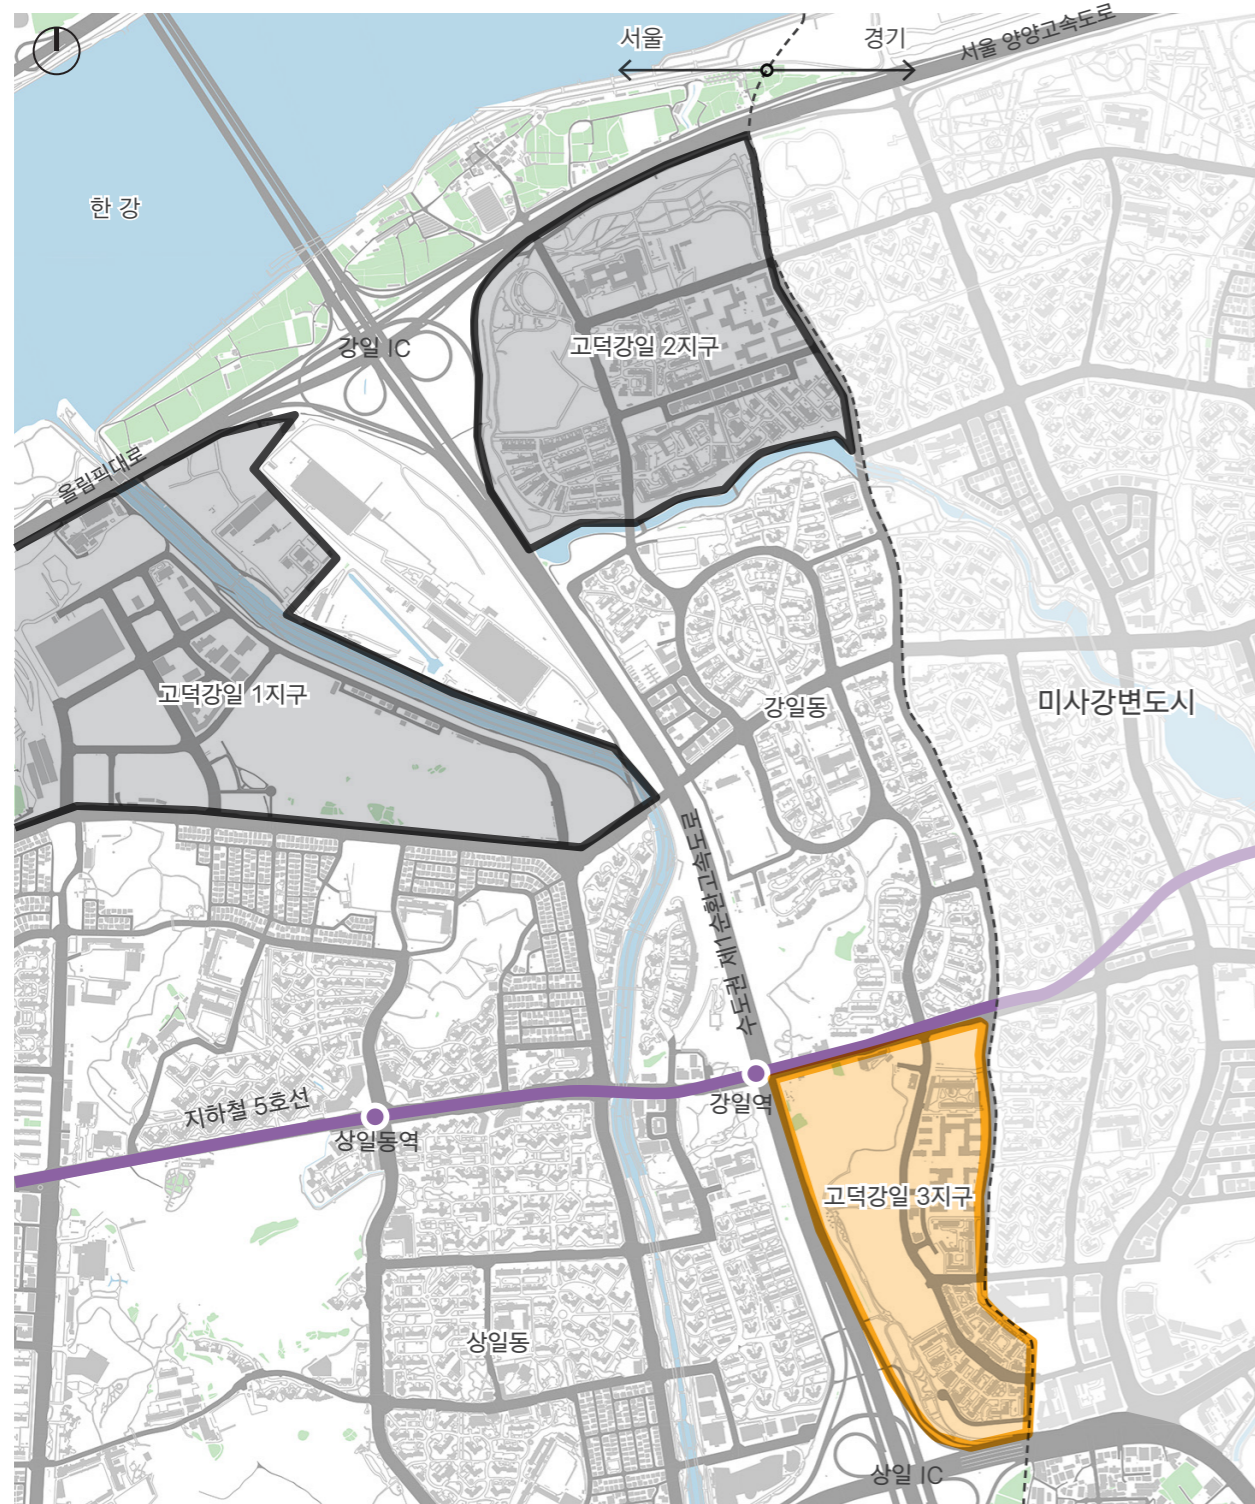 서울
경기
서울 양양고속도로
한 강
강일 IC
고덕강일 2지구
올림픽대로
고덕강일 1지구
강일동
미사강변도시
수도권 제1순환고속도로
지하철 5호선
강일역
상일동역
고덕강일 3지구
상일동
상일 IC